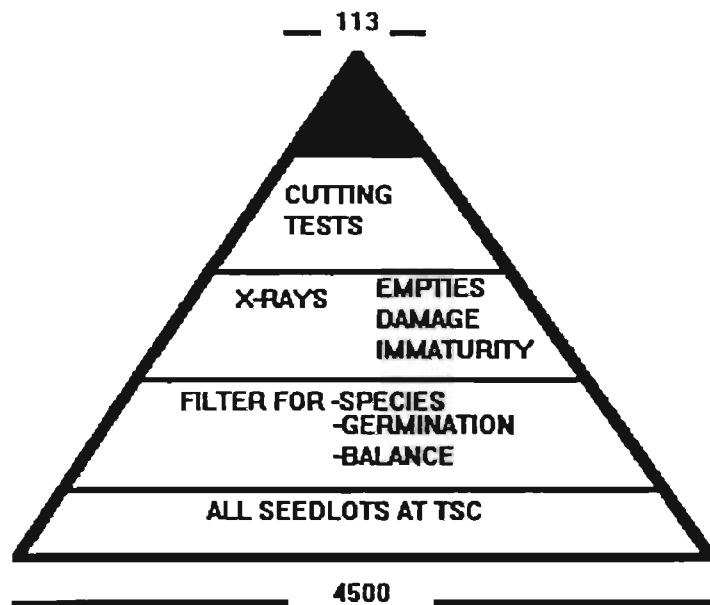 113
CUTTING
TESTS
X-RAYS EMPTIES
DAMAGE
IMMATURITY
FILTER FOR -SPECIES
-GERMINATION
-BALANCE
ALL SEEDLOTS AT TSC
4500